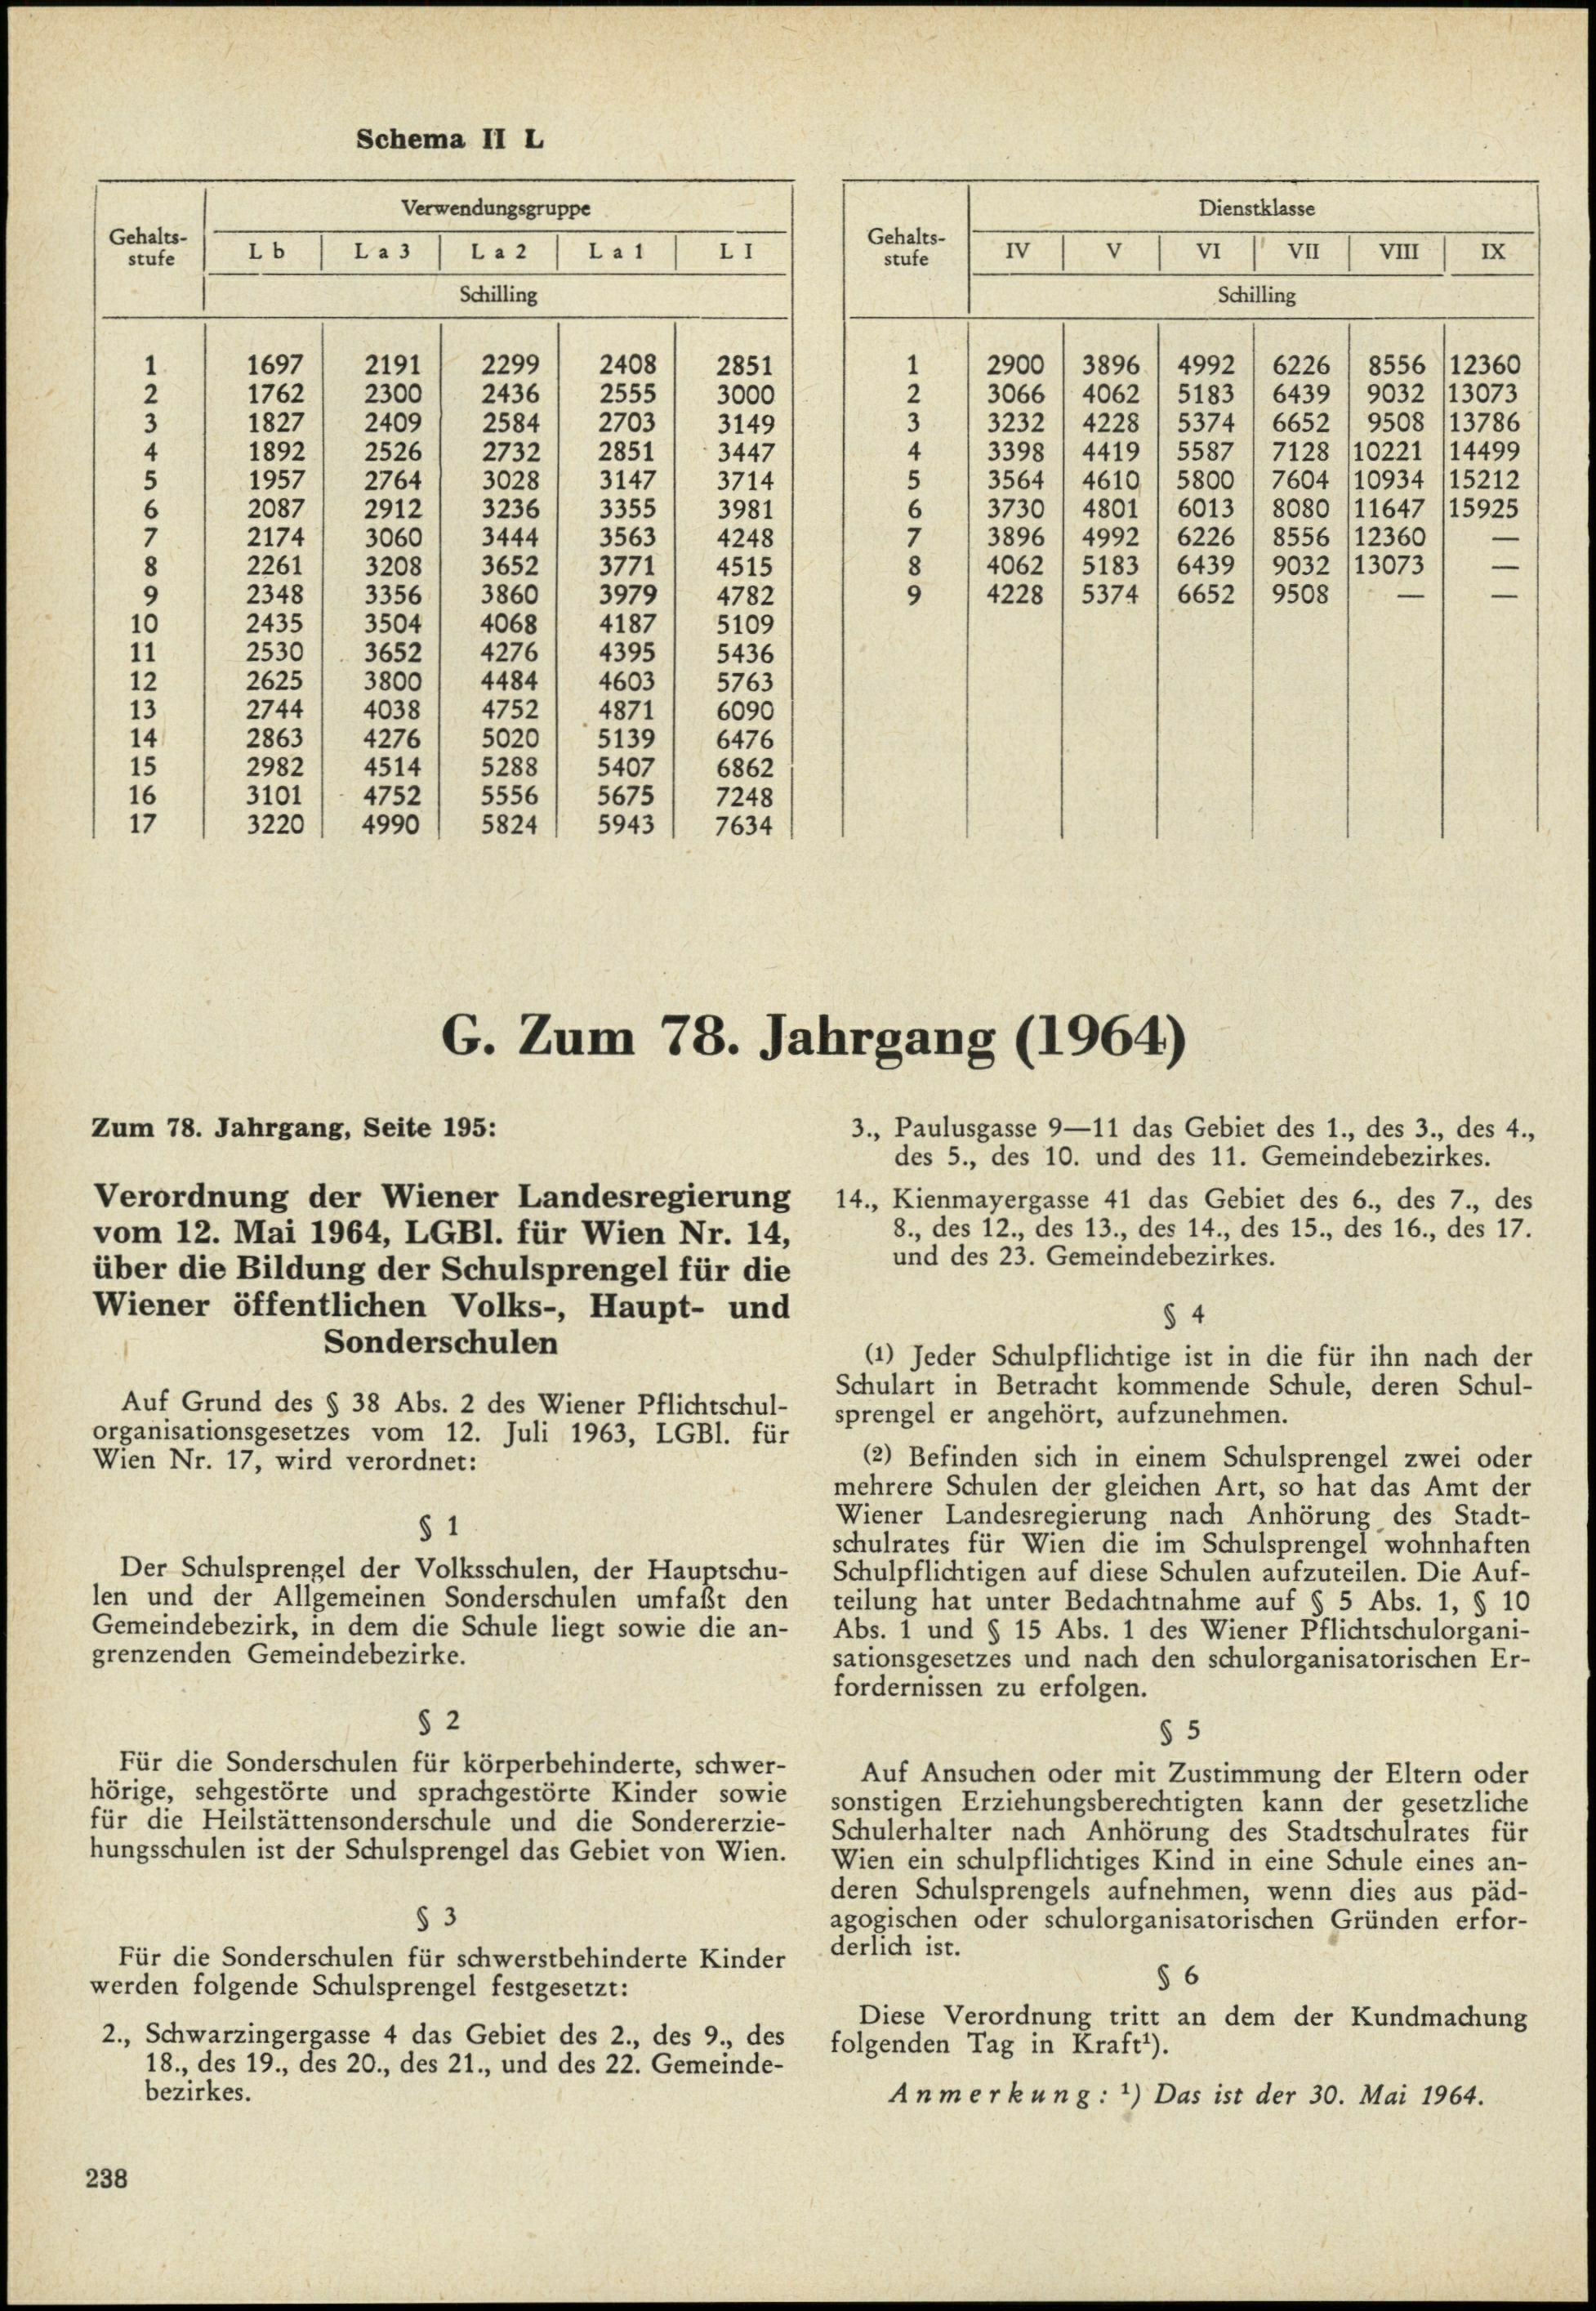 Schema II L
Gehalts-
stufe
Verwendungsgruppe
L b | L a 3 | L a 2 | L a 1 | L I
Schilling
1 1697 2191 2299 2408 2851
2 1762 2300 2436 2555 3000
3 1827 2409 2584 2703 3149
4 1892 2526 2732 2851 3447
5 1957 2764 3028 3147 3714
6 2087 2912 3236 3355 3981
7 2174 3060 3444 3563 4248
8 2261 3208 3652 3771 4515
9 2348 3356 3860 3979 4782
10 2435 3504 4068 4187 5109
11 2530 3652 4276 4395 5436
12 2625 3800 4484 4603 5763
13 2744 4038 4752 4871 6090
14 2863 4276 5020 5139 6476
15 2982 4514 5288 5407 6862
16 3101 4752 5556 5675 7248
17 3220 4990 5824 5943 7634
Gehalts-
stufe
Dienstklasse
IV | V | VI | VII | VIII | IX
Schilling
1 2900 3896 4992 6226 8556 12360
2 3066 4062 5183 6439 9032 13073
3 3232 4228 5374 6652 9508 13786
4 3398 4419 5587 7128 10221 14499
5 3564 4610 5800 7604 10934 15212
6 3730 4801 6013 8080 11647 15925
7 3896 4992 6226 8556 12360 —
8 4062 5183 6439 9032 13073 —
9 4228 5374 6652 9508 — —
G. Zum 78. Jahrgang (1964)
Zum 78. Jahrgang, Seite 195:
Verordnung der Wiener Landesregierung
vom 12. Mai 1964, LGBl. für Wien Nr. 14,
über die Bildung der Schulsprengel für die
Wiener öffentlichen Volks-, Haupt- und
Sonderschulen
Auf Grund des § 38 Abs. 2 des Wiener Pflichtschul-
organisationsgesetzes vom 12. Juli 1963, LGBl. für
Wien Nr. 17, wird verordnet:
§ 1
Der Schulsprengel der Volksschulen, der Hauptschu-
len und der Allgemeinen Sonderschulen umfaßt den
Gemeindebezirk, in dem die Schule liegt sowie die an-
grenzenden Gemeindebezirke.
§ 2
Für die Sonderschulen für körperbehinderte, schwer-
hörige, sehgestörte und sprachgestörte Kinder sowie
für die Heilstättensonderschule und die Sondererzie-
hungsschulen ist der Schulsprengel das Gebiet von Wien.
§ 3
Für die Sonderschulen für schwerstbehinderte Kinder
werden folgende Schulsprengel festgesetzt:
2., Schwarzingergasse 4 das Gebiet des 2., des 9., des
18., des 19., des 20., des 21., und des 22. Gemeinde-
bezirkes.
3., Paulusgasse 9—11 das Gebiet des 1., des 3., des 4.,
des 5., des 10. und des 11. Gemeindebezirkes.
14., Kienmayergasse 41 das Gebiet des 6., des 7., des
8., des 12., des 13., des 14., des 15., des 16., des 17.
und des 23. Gemeindebezirkes.
§ 4
(1) Jeder Schulpflichtige ist in die für ihn nach der
Schulart in Betracht kommende Schule, deren Schul-
sprengel er angehört, aufzunehmen.
(2) Befinden sich in einem Schulsprengel zwei oder
mehrere Schulen der gleichen Art, so hat das Amt der
Wiener Landesregierung nach Anhörung des Stadt-
schulrates für Wien die im Schulsprengel wohnhaften
Schulpflichtigen auf diese Schulen aufzuteilen. Die Auf-
teilung hat unter Bedachtnahme auf § 5 Abs. 1, § 10
Abs. 1 und § 15 Abs. 1 des Wiener Pflichtschulorgani-
sationsgesetzes und nach den schulorganisatorischen Er-
fordernissen zu erfolgen.
§ 5
Auf Ansuchen oder mit Zustimmung der Eltern oder
sonstigen Erziehungsberechtigten kann der gesetzliche
Schulerhalter nach Anhörung des Stadtschulrates für
Wien ein schulpflichtiges Kind in eine Schule eines an-
deren Schulsprengels aufnehmen, wenn dies aus päd-
agogischen oder schulorganisatorischen Gründen erfor-
derlich ist.
§ 6
Diese Verordnung tritt an dem der Kundmachung
folgenden Tag in Kraft¹).
Anmerkung: ¹) Das ist der 30. Mai 1964.
238